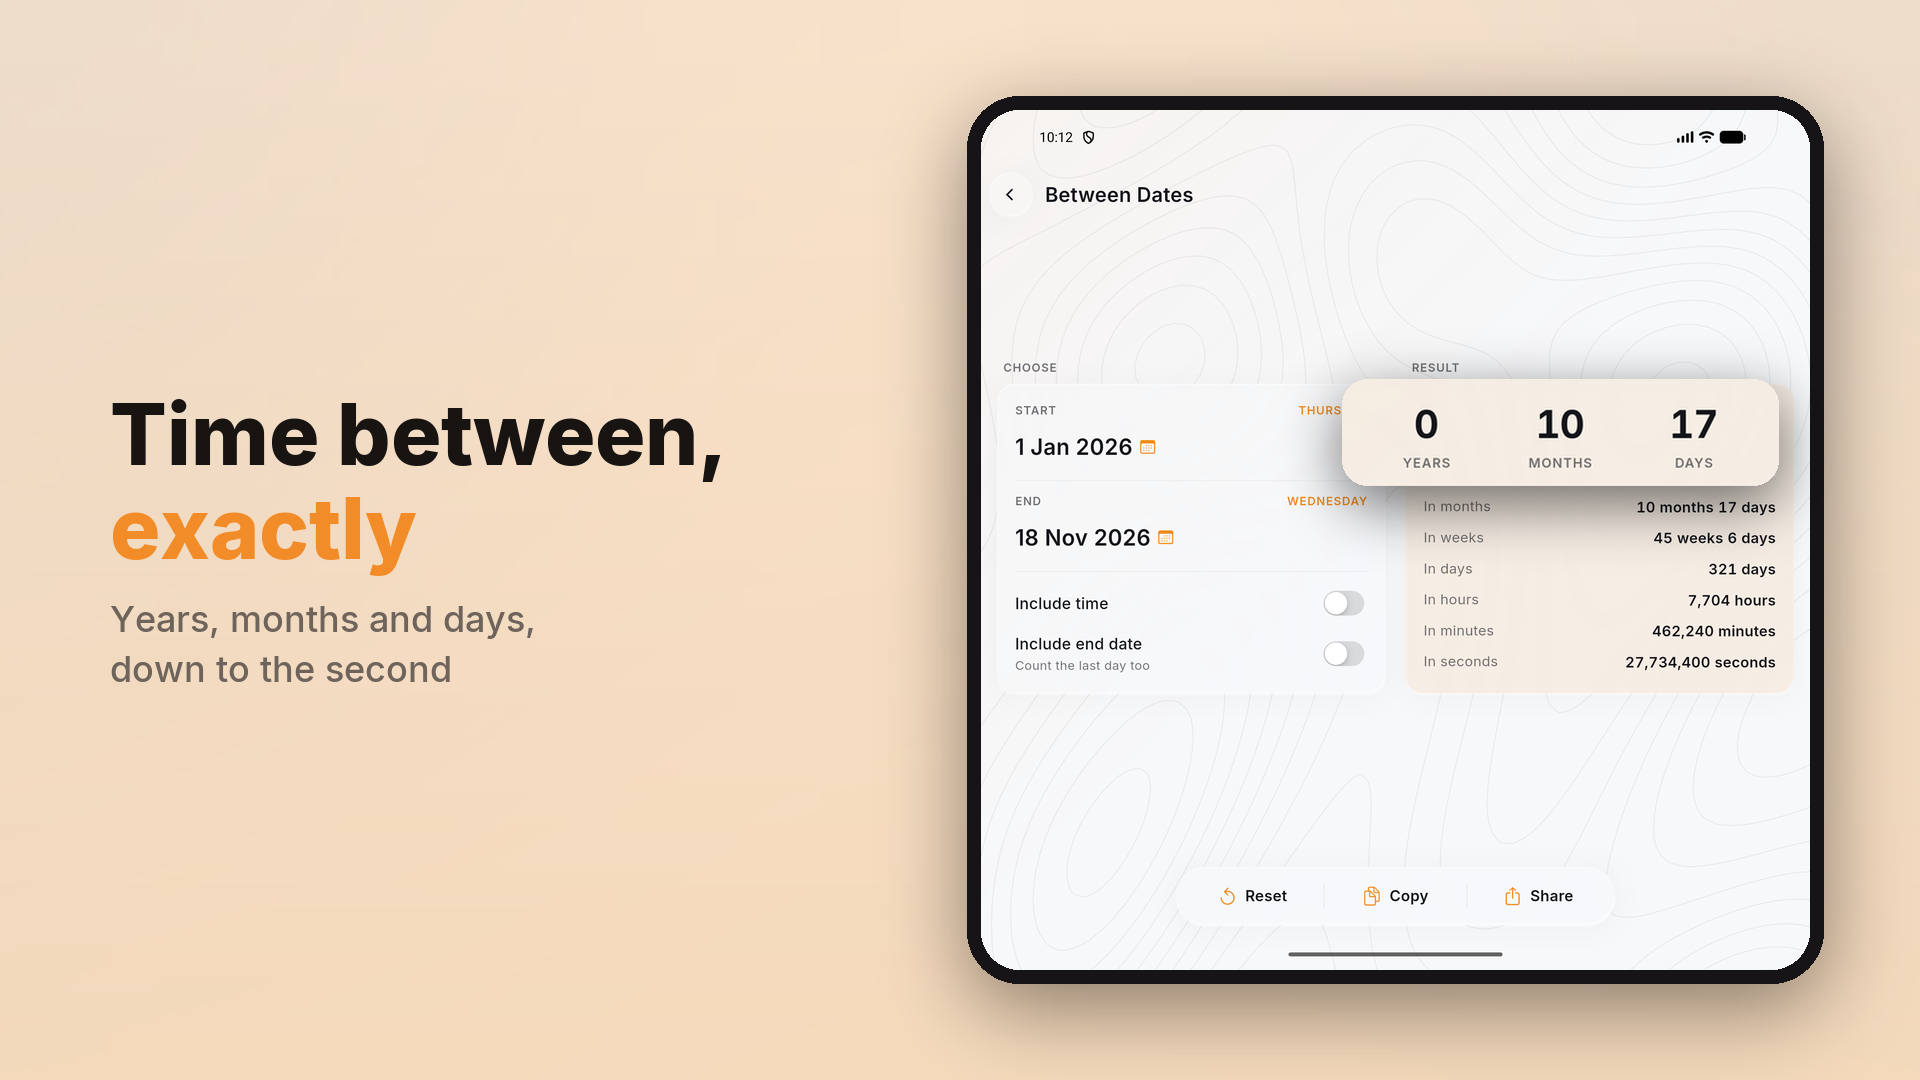 Time between,
exactly
Years, months and days,
down to the second
10:12
Between Dates
CHOOSE
START
1 Jan 2026
END WEDNESDAY
18 Nov 2026
Include time
Include end date
Count the last day too
RESULT
0 10 17
YEARS MONTHS DAYS
In months 10 months 17 days
In weeks 45 weeks 6 days
In days 321 days
In hours 7,704 hours
In minutes 462,240 minutes
In seconds 27,734,400 seconds
Reset Copy Share